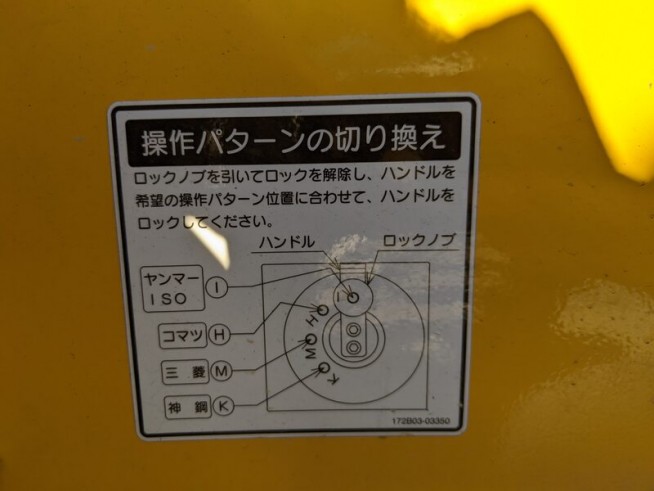 操作パターンの切り換え
ロックノブを引いてロックを解除し、ハンドルを
希望の操作パターン位置に合わせて、ハンドルを
ロックしてください。
ハンドル ロックノブ
ヤンマー
ISO I
コマツ H
三菱 M
神鋼 K
I
H
M
K
172B03-03350